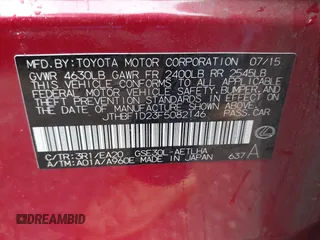 MFD. BY: TOYOTA MOTOR CORPORATION 07/15
GVWR 4630LB GAWR FR 2400LB RR 2545LB
THIS VEHICLE CONFORMS TO ALL APPLICABLE
FEDERAL MOTOR VEHICLE SAFETY, BUMPER, AND
THEFT PREVENTION STANDARDS IN EFFECT ON
THE DATE OF MANUFACTURE SHOWN ABOVE.
JTHBF1D23F5082146 PASS.CAR
C/TR: 3R1/EA20 GSE30L-AETLHA
A/TM: A01A/A960E MADE IN JAPAN 637 A
DREAMBID